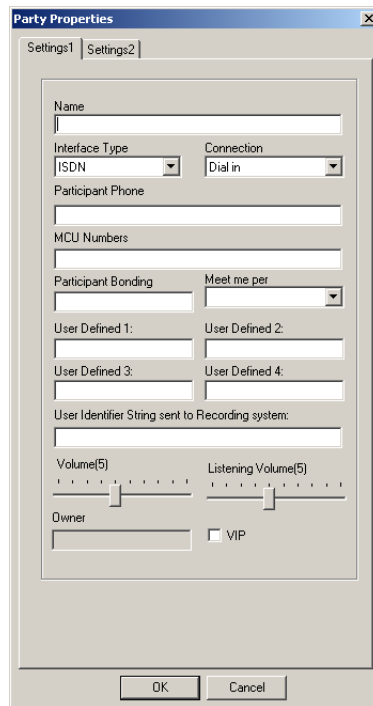 Party Properties
Settings1 Settings2
Name
Interface Type Connection
ISDN Dial in
Participant Phone
MCU Numbers
Participant Bonding Meet me per
User Defined 1: User Defined 2:
User Defined 3: User Defined 4:
User Identifier String sent to Recording system:
Volume(5) Listening Volume(5)
Owner
VIP
OK Cancel